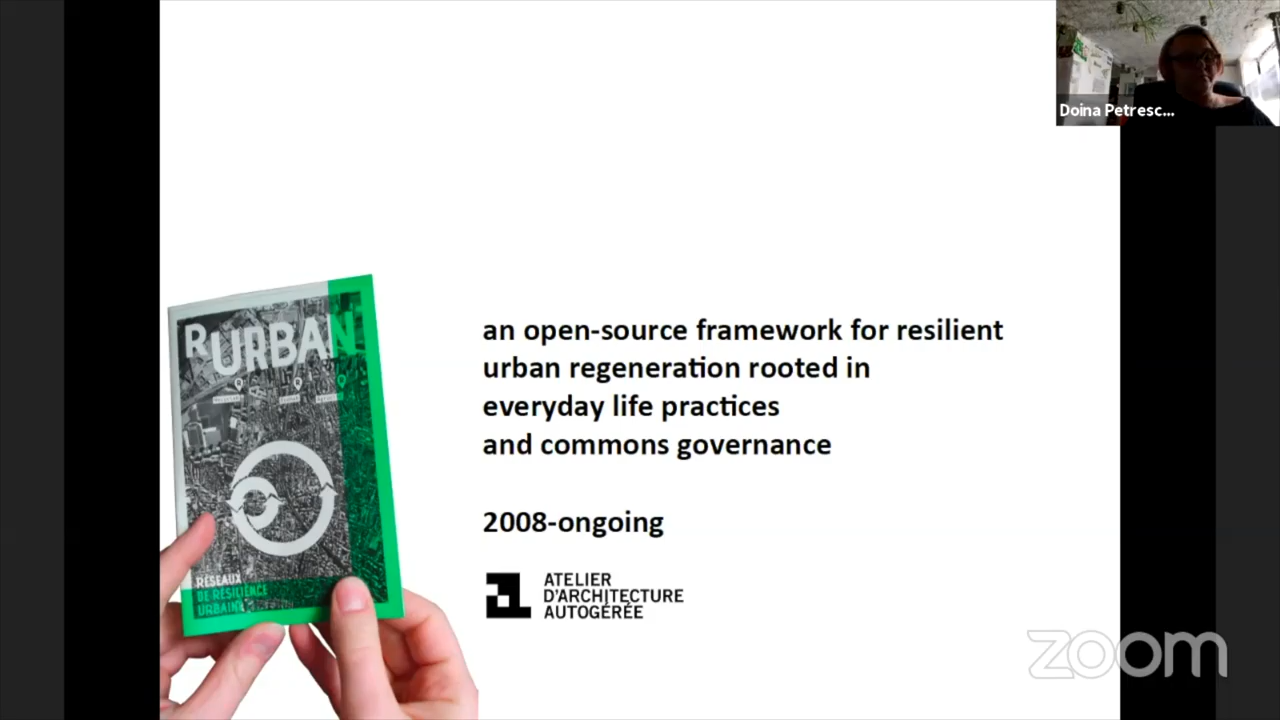 Doina Petresc...
R URBAN
an open-source framework for resilient
urban regeneration rooted in
everyday life practices
and commons governance
2008-ongoing
RÉSEAUX
DE RÉSILIENCE
URBAINE
ATELIER
D'ARCHITECTURE
AUTOGÉRÉE
zoom